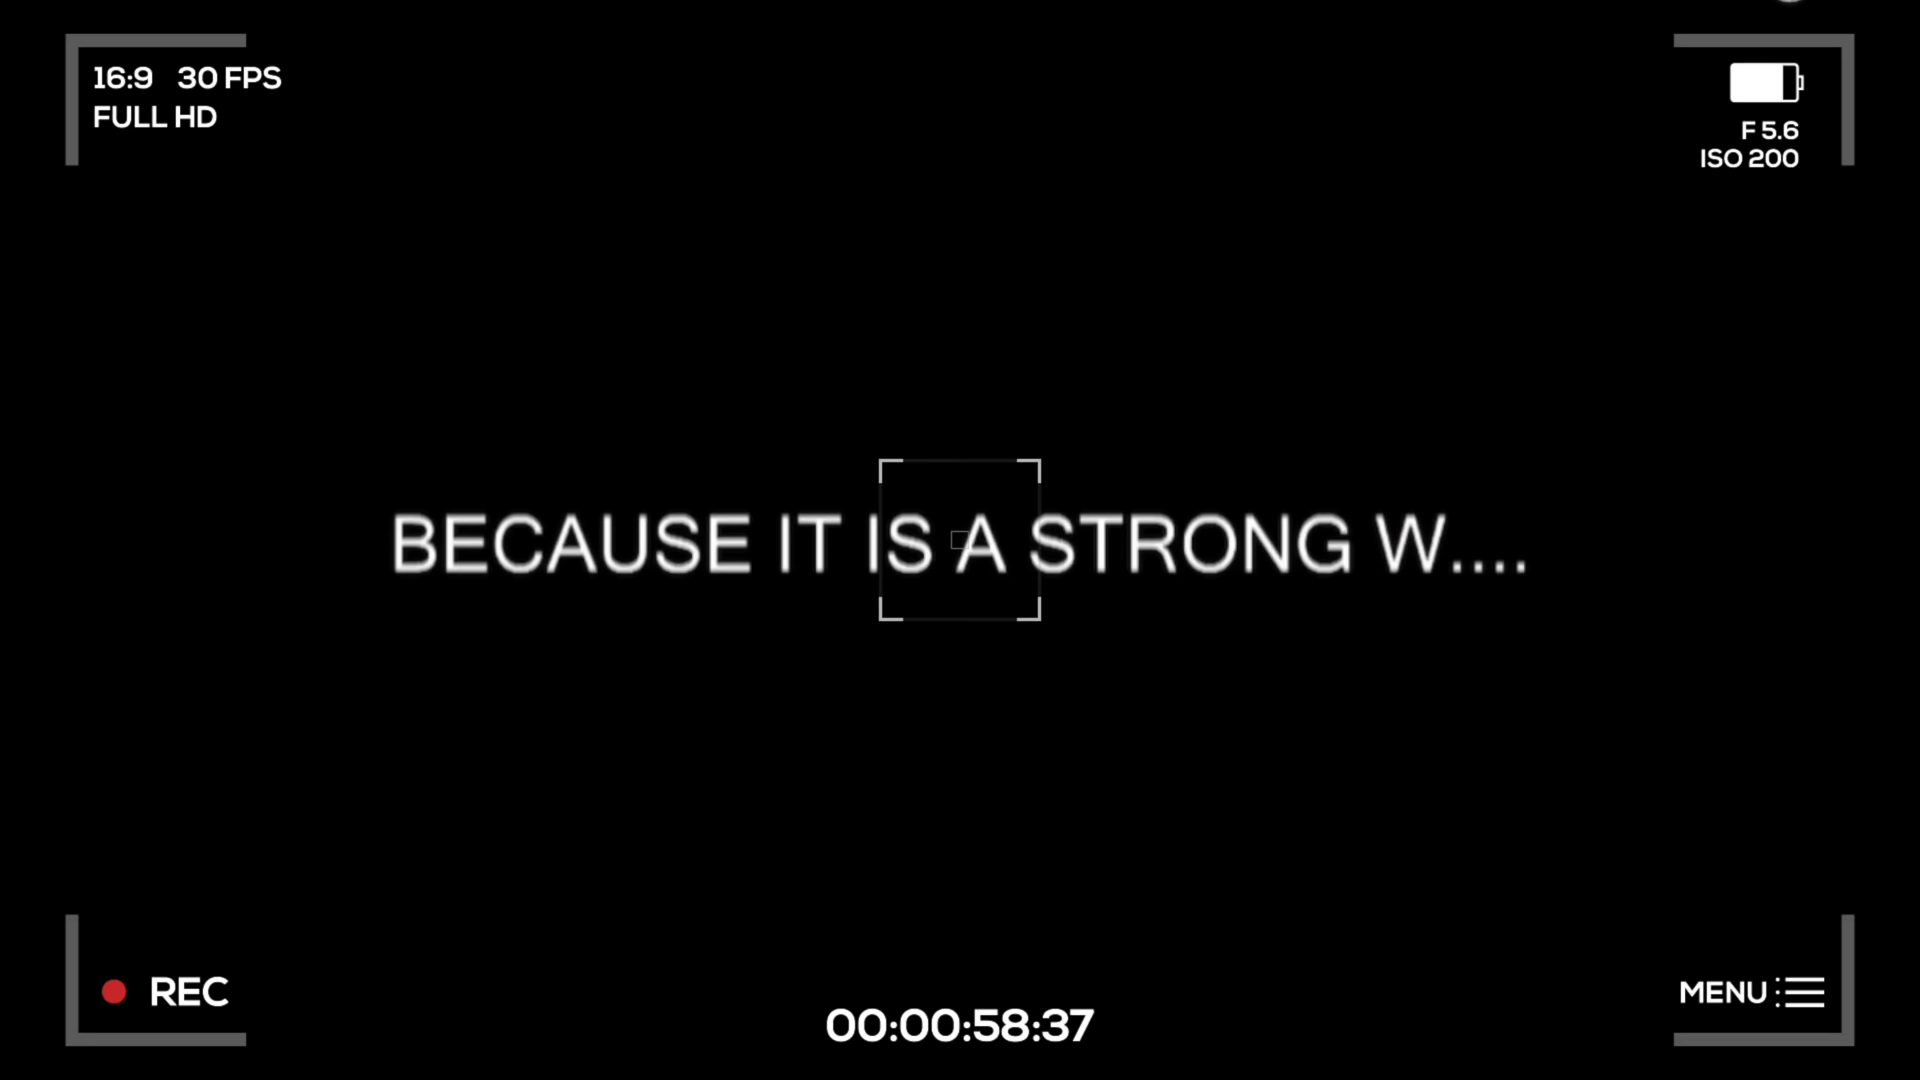 16:9 30 FPS
FULL HD
F 5.6
ISO 200
BECAUSE IT IS A STRONG W....
REC
00:00:58:37
MENU